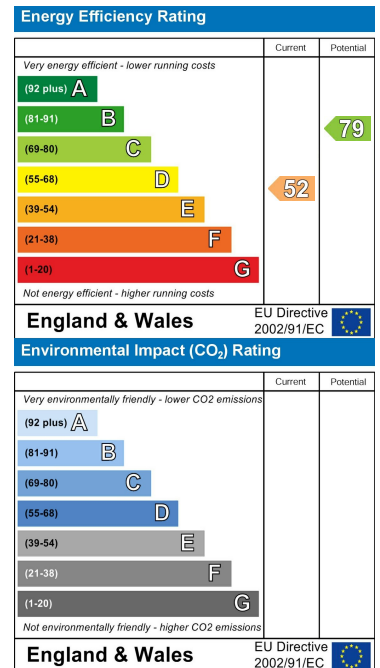 Energy Efficiency Rating
Current Potential
Very energy efficient - lower running costs
(92 plus) A
(81-91) B
(69-80) C
79
(55-68) D
52
(39-54) E
(21-38) F
(1-20) G
Not energy efficient - higher running costs
England & Wales
EU Directive
2002/91/EC
Environmental Impact (CO₂) Rating
Current Potential
Very environmentally friendly - lower CO2 emissions
(92 plus) A
(81-91) B
(69-80) C
(55-68) D
(39-54) E
(21-38) F
(1-20) G
Not environmentally friendly - higher CO2 emissions
England & Wales
EU Directive
2002/91/EC